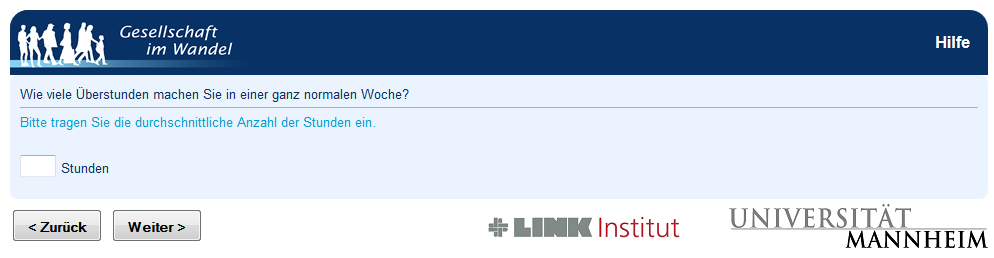 Gesellschaft
im Wandel
Hilfe
Wie viele Überstunden machen Sie in einer ganz normalen Woche?
Bitte tragen Sie die durchschnittliche Anzahl der Stunden ein.
Stunden
< Zurück
Weiter >
LINK Institut
UNIVERSITÄT
MANNHEIM